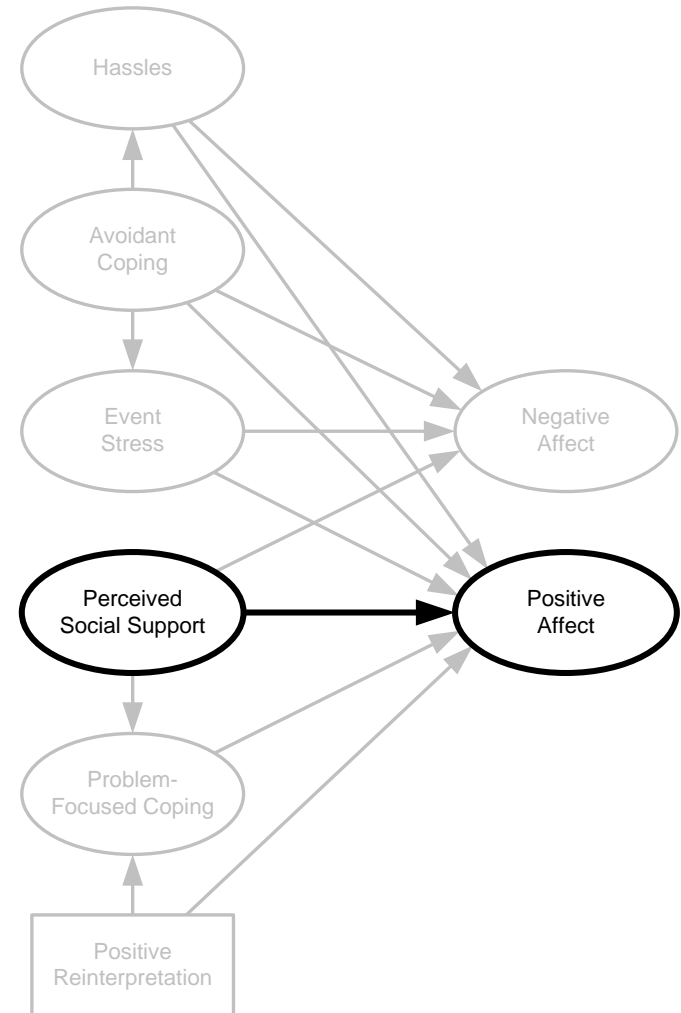 Hassles
Avoidant
Coping
Event
Stress
Negative
Affect
Perceived
Social Support
Positive
Affect
Problem-
Focused Coping
Positive
Reinterpretation